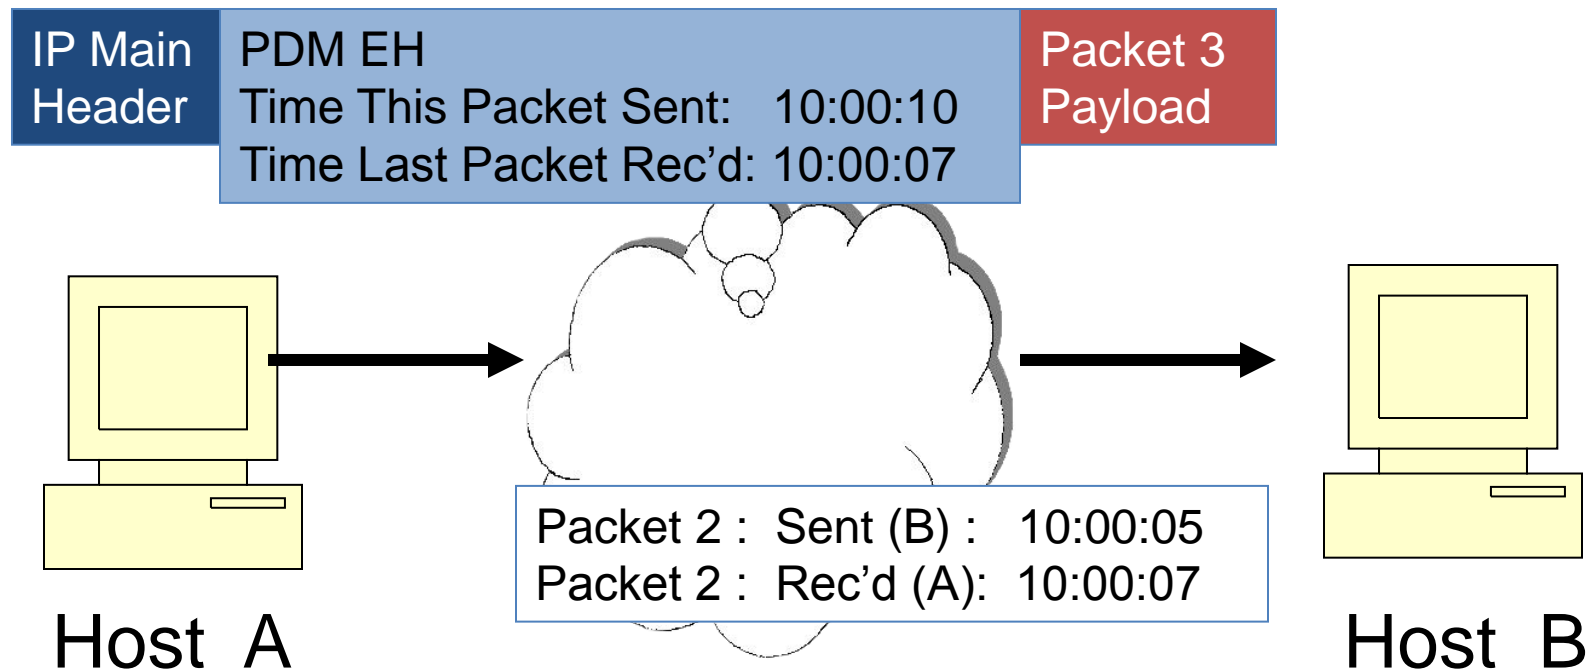 IP Main
Header
PDM EH
Time This Packet Sent: 10:00:10
Time Last Packet Rec’d: 10:00:07
Packet 3
Payload
Packet 2 : Sent (B) : 10:00:05
Packet 2 : Rec’d (A): 10:00:07
Host A
Host B